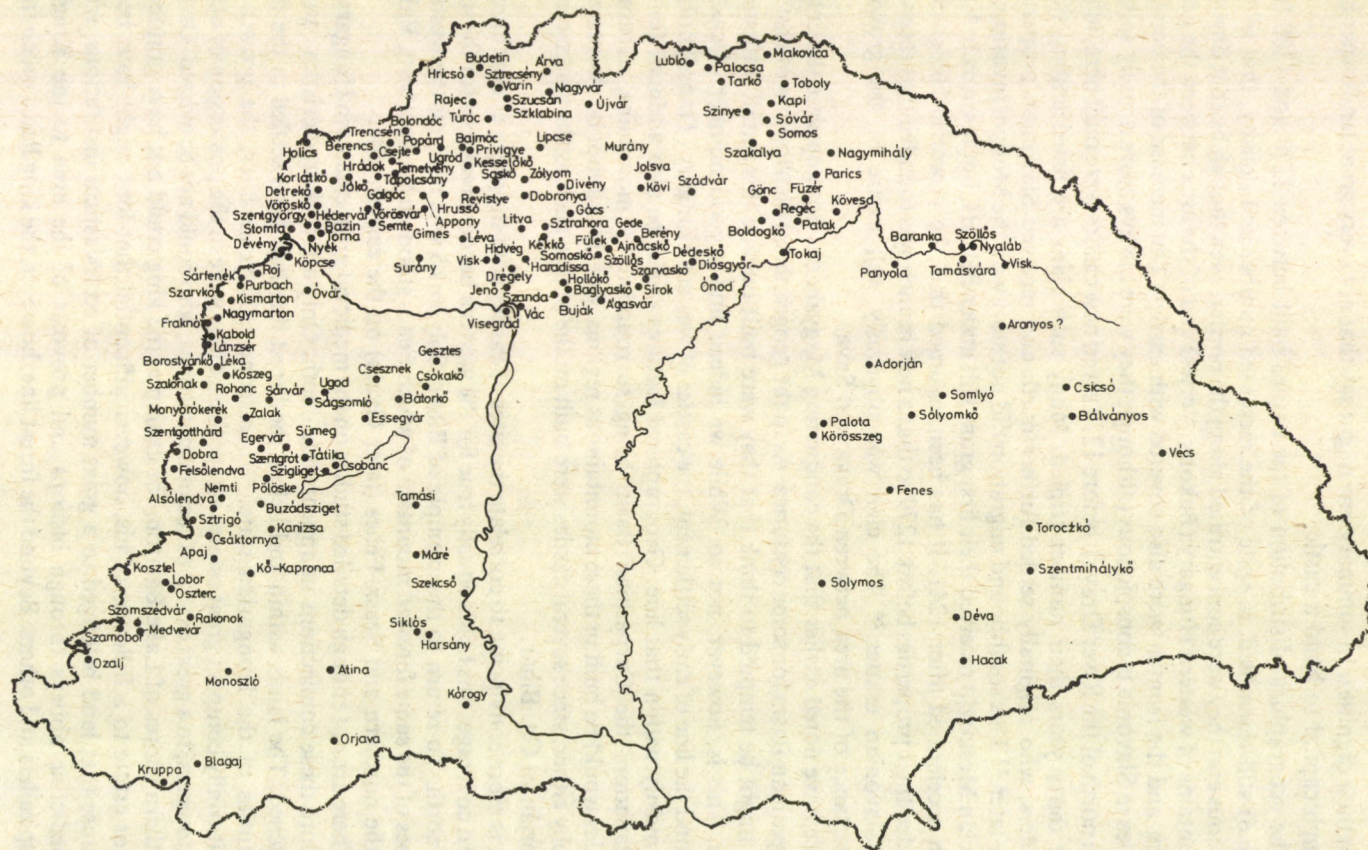 Makovica
Budetin
Árva
Lubló
Palocsa
Hricsó
Sztrecsény
Tarkő
Toboly
Varin
Nagyvár
Rajec
Szucsán
Újvár
Szinye
Kapi
Túróc
Szklabina
Sóvár
Bolondóc
Somos
Trencsén
Popárd
Bajmóc
Lipcse
Szakalya
Holics
Berencs
Csejte
Ugród
Privigye
Murány
Nagymihály
Hrádok
Temetvény
Kesselőkő
Jolsva
Korlátkő
Jókő
Tapolcsány
Saskő
Zólyom
Divény
Kövi
Szádvár
Parics
Detrekő
Galgóc
Revistye
Dobronya
Gönc
Füzér
Vöröskő
Hrussó
Kövesd
Szentgyörgy
Hédervár
Vörösvár
Appony
Litva
Gács
Regéc
Stomfa
Bazin
Semte
Gimes
Sztrahora
Gede
Berény
Boldogkő
Patak
Dévény
Torna
Léva
Fülek
Baranka
Szőllős
Nyék
Hidvég
Kékkő
Ajnácskő
Dédeskő
Tokaj
Nyaláb
Köpcse
Visk
Somoskő
Szőllős
Diósgyőr
Roj
Surány
Haradissa
Panyola
Tamásvára
Visk
Sárfenék
Drégely
Szarvaskő
Purbach
Óvár
Jenő
Hollókő
Sirok
Ónod
Szarvkő
Szanda
Baglyaskő
Kismarton
Vác
Buják
Ágasvár
Nagymarton
Visegrád
Fraknó
Aranyos ?
Kabold
Lánzsér
Gesztes
Borostyánkő
Léka
Adorján
Kőszeg
Csesznek
Csókakő
Szalonak
Csicsó
Rohonc
Sárvár
Ugod
Somlyó
Ságsomló
Bátorkő
Monyorókerék
Sólyomkő
Bálványos
Zalak
Essegvár
Palota
Szentgotthárd
Sümeg
Körösszeg
Egervár
Dobra
Szentgrót
Tátika
Vécs
Felsőlendva
Szigliget
Csobánc
Pölöske
Nemti
Fenes
Alsólendva
Buzádsziget
Tamási
Sztrigó
Kanizsa
Toroczkó
Csáktornya
Apaj
Máré
Kosztel
Kő-Kapronca
Szentmihálykő
Lobor
Solymos
Oszterc
Szekcső
Szomszédvár
Rakonok
Déva
Szamobor
Medvevár
Siklós
Harsány
Ozalj
Hacak
Monoszló
Atina
Kórogy
Orjava
Kruppa
Blagaj